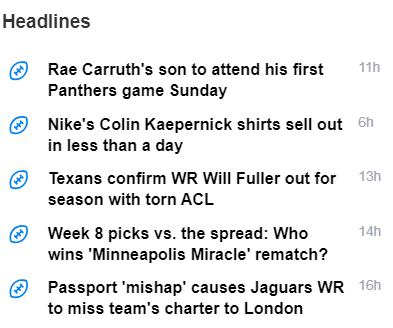 Headlines
Rae Carruth's son to attend his first 11h
Panthers game Sunday
Nike's Colin Kaepernick shirts sell out 6h
in less than a day
Texans confirm WR Will Fuller out for 13h
season with torn ACL
Week 8 picks vs. the spread: Who 14h
wins 'Minneapolis Miracle' rematch?
Passport 'mishap' causes Jaguars WR 16h
to miss team's charter to London